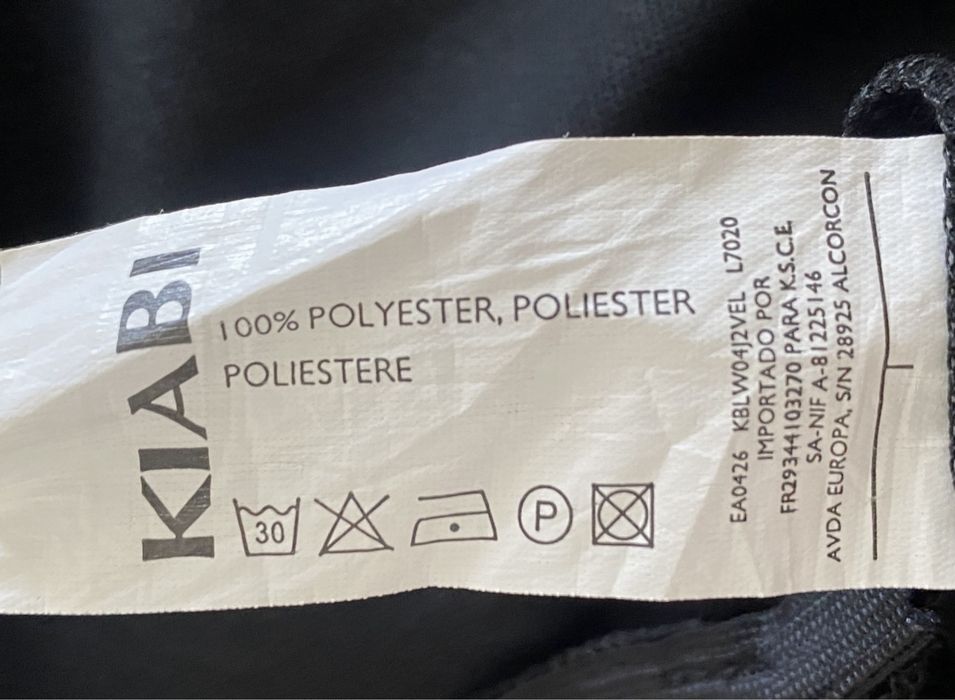 KIABI
100% POLYESTER, POLIESTER
POLIESTERE
30
P
EA0426 KBLW04J2VEL L7020
IMPORTADO POR
FR29344103270 PARA K.S.C.E.
SA-NIF A-81225146
AVDA EUROPA, S/N 28925 ALCORCON